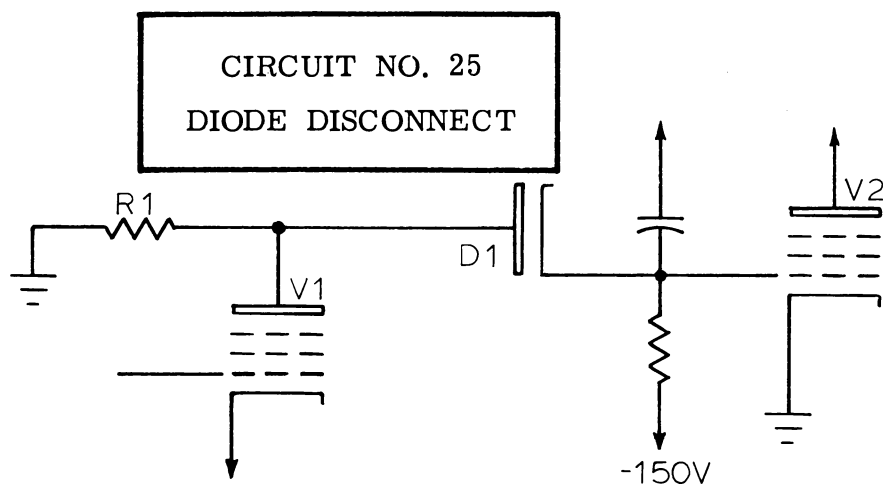 CIRCUIT NO. 25
DIODE DISCONNECT
R1
V2
D1
V1
-150V